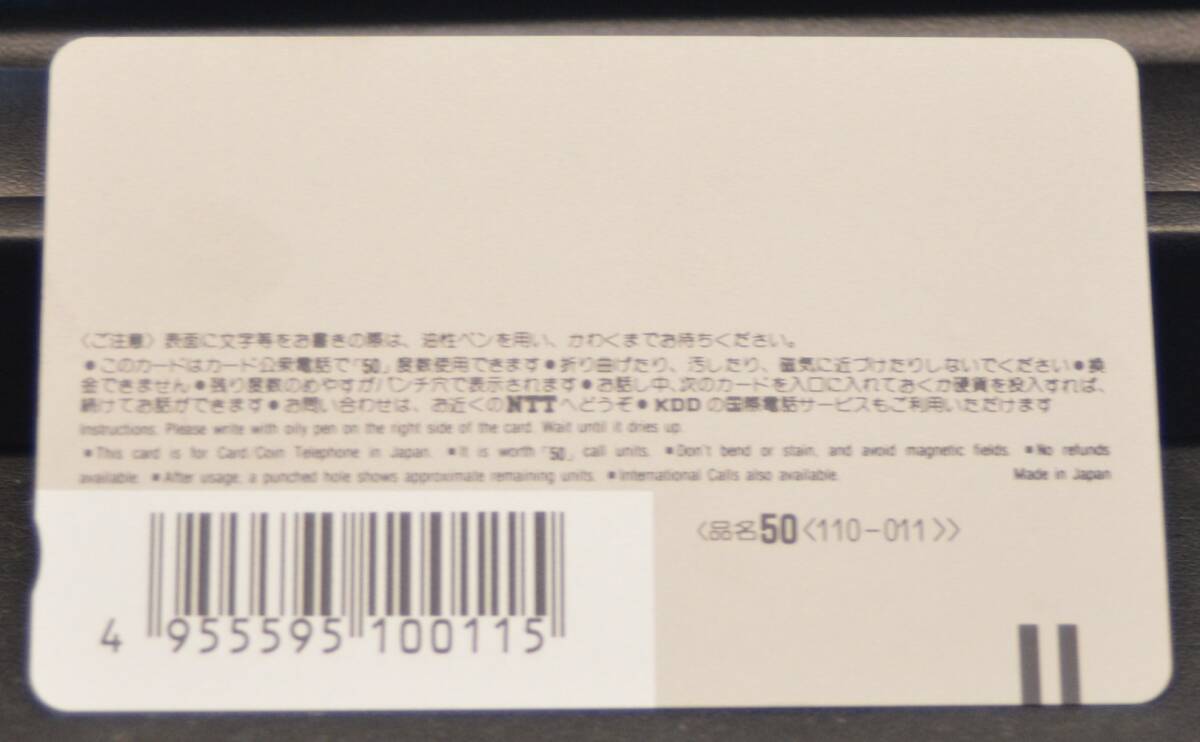 〈ご注意〉表面に文字等をお書きの際は、油性ペンを用い、かわくまでお待ちください。
●このカードはカード公衆電話で「50」度数使用できます●折り曲げたり、汚したり、磁気に近づけたりしないでください●換
金できません●残り度数のめやすがパンチ穴で表示されます●お話し中、次のカードを入口に入れておくか硬貨を投入すれば、
続けてお話ができます●お問い合わせは、お近くのNTTへどうぞ●KDDの国際電話サービスもご利用いただけます
Instructions. Please write with oily pen on the right side of the card. Wait until it dries up.
●This card is for Card/Coin Telephone in Japan. ●It is worth「50」call units. ●Don't bend or stain, and avoid magnetic fields. ●No refunds
available. ●After usage, a punched hole shows approximate remaining units. ●International Calls also available. Made in Japan
〈品名50〈110-011〉〉
4 955595 100115